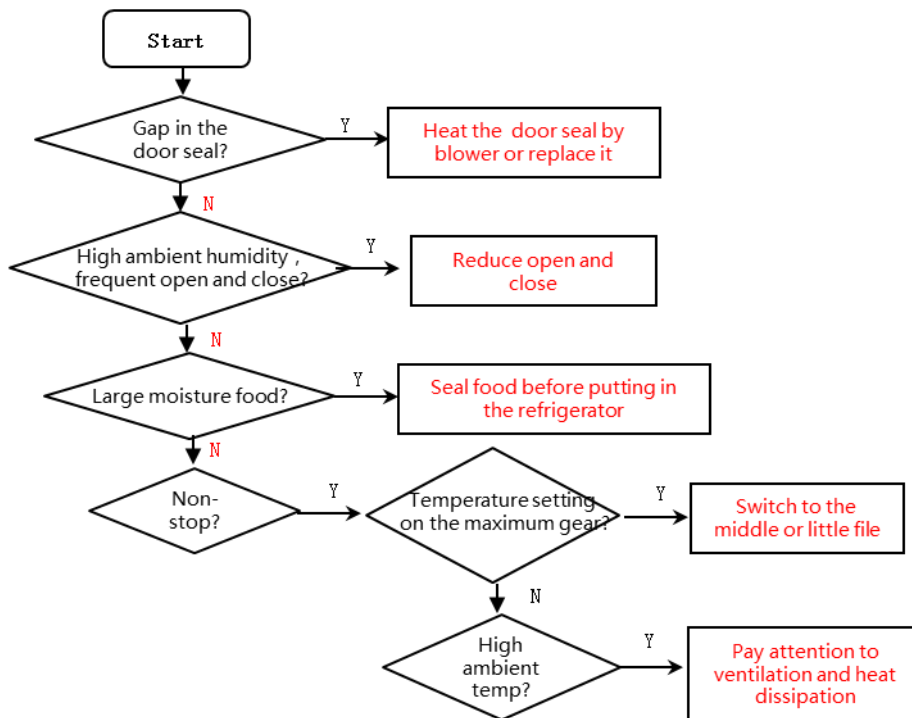 Start
Gap in the
door seal?
Y
Heat the door seal by
blower or replace it
N
High ambient humidity ,
frequent open and close?
Y
Reduce open and
close
N
Large moisture food?
Y
Seal food before putting in
the refrigerator
N
Non-
stop?
Y
Temperature setting
on the maximum gear?
Y
Switch to the
middle or little file
N
High
ambient
temp?
Y
Pay attention to
ventilation and heat
dissipation